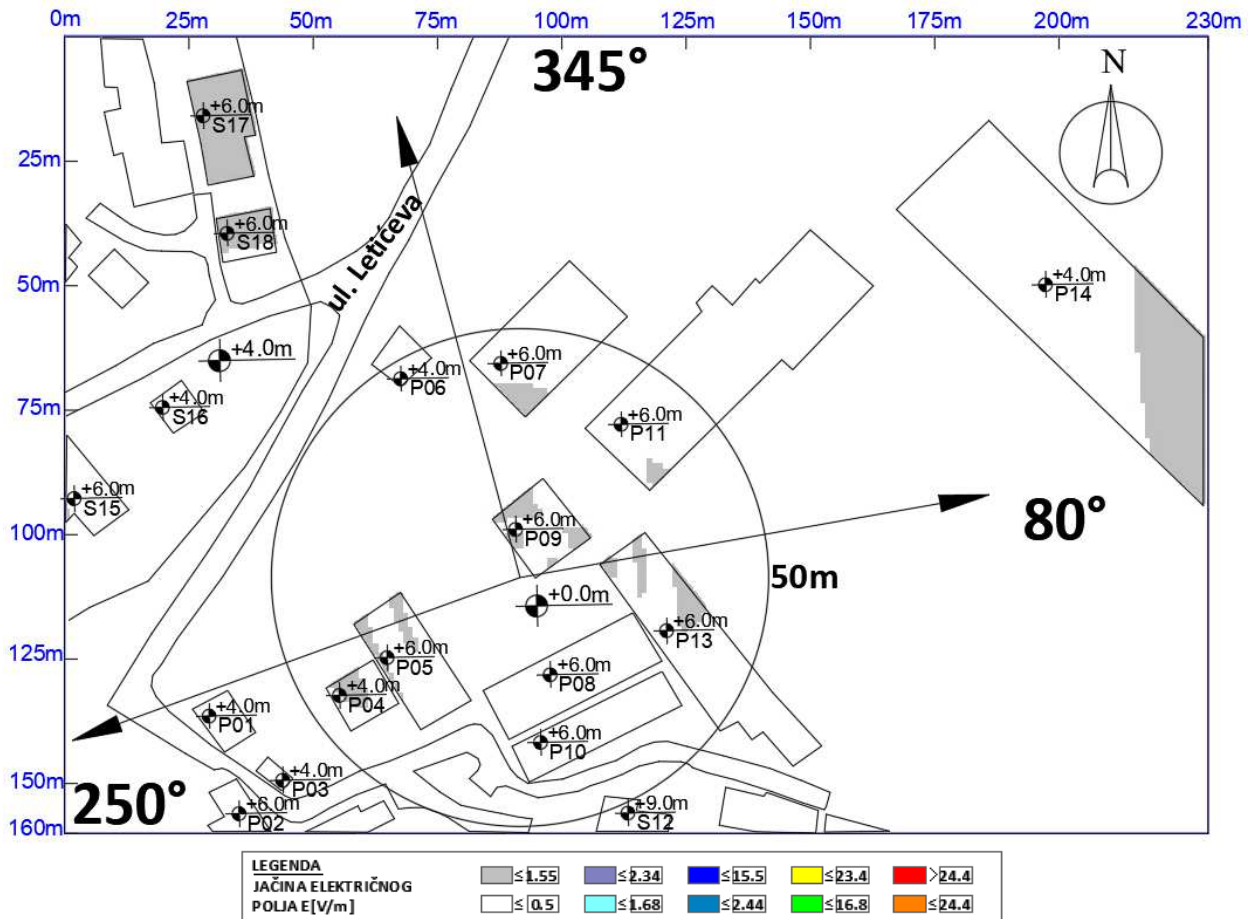 0m 25m 50m 75m 100m 125m 150m 175m 200m 230m
345°
N
+6.0m
S17
25m
ul. Letićeva
+6.0m
S18
50m
+4.0m
P14
+4.0m
+6.0m
P07
+4.0m
P06
75m
+4.0m
S16
+6.0m
P11
+6.0m
S15
100m
80°
+6.0m
P09
50m
+0.0m
125m
+6.0m
P13
+6.0m
P05
+6.0m
P08
+4.0m
P04
+4.0m
P01
+6.0m
P10
150m
+4.0m
P03
250°
160m
+6.0m
P02
+9.0m
S12
LEGENDA
JAČINA ELEKTRIČNOG
POLJA E[V/m]
≤1.55 ≤2.34 ≤15.5 ≤23.4 >24.4
≤0.5 ≤1.68 ≤2.44 ≤16.8 ≤24.4